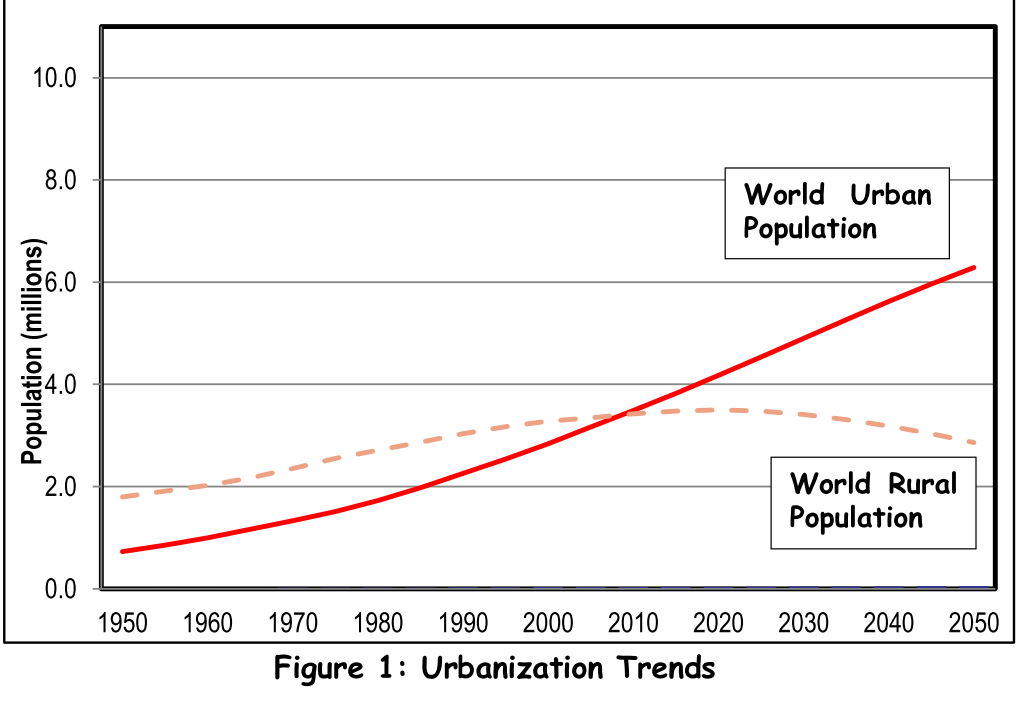 10.0
8.0
6.0
4.0
2.0
0.0
Population (millions)
World Urban
Population
World Rural
Population
1950 1960 1970 1980 1990 2000 2010 2020 2030 2040 2050
Figure 1: Urbanization Trends